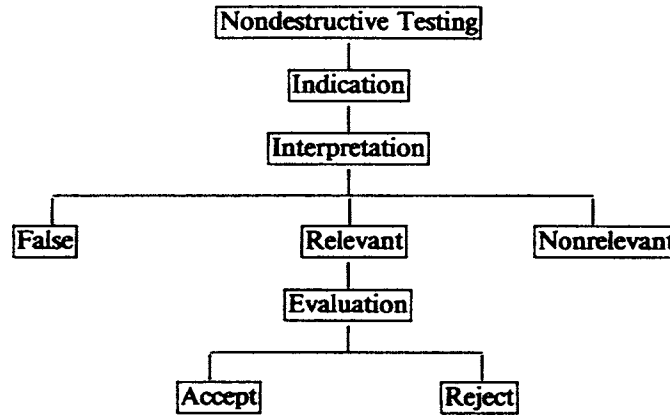 Nondestructive Testing
Indication
Interpretation
False Relevant Nonrelevant
Evaluation
Accept Reject